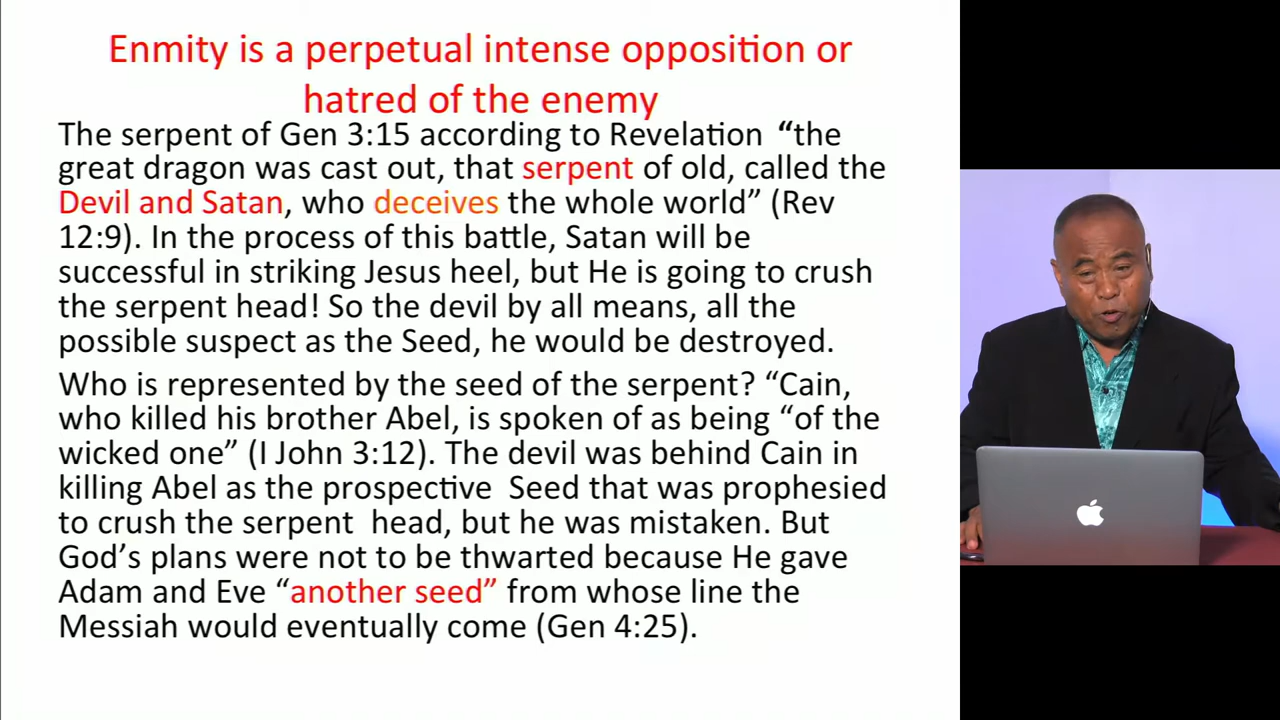 Enmity is a perpetual intense opposition or
hatred of the enemy
The serpent of Gen 3:15 according to Revelation “the
great dragon was cast out, that serpent of old, called the
Devil and Satan, who deceives the whole world” (Rev
12:9). In the process of this battle, Satan will be
successful in striking Jesus heel, but He is going to crush
the serpent head! So the devil by all means, all the
possible suspect as the Seed, he would be destroyed.
Who is represented by the seed of the serpent? “Cain,
who killed his brother Abel, is spoken of as being “of the
wicked one” (I John 3:12). The devil was behind Cain in
killing Abel as the prospective Seed that was prophesied
to crush the serpent head, but he was mistaken. But
God’s plans were not to be thwarted because He gave
Adam and Eve “another seed” from whose line the
Messiah would eventually come (Gen 4:25).